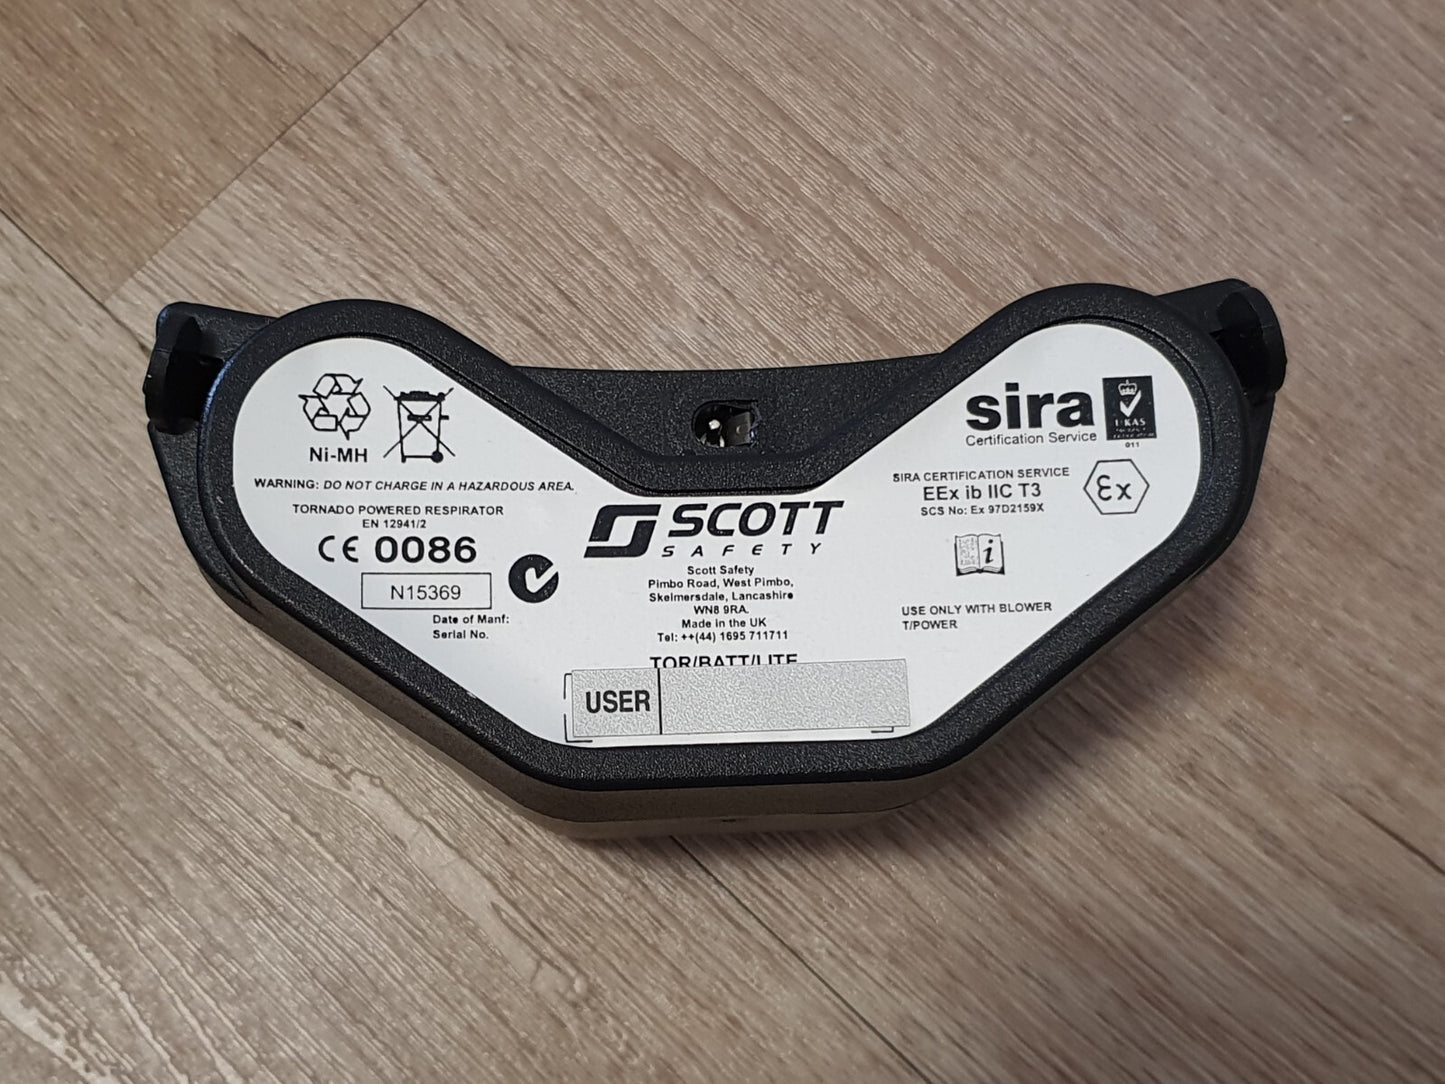 Ni-MH
WARNING: DO NOT CHARGE IN A HAZARDOUS AREA.
TORNADO POWERED RESPIRATOR
EN 12941/2
CE 0086
N15369
Date of Manf:
Serial No.
SCOTT
SAFETY
Scott Safety
Pimbo Road, West Pimbo,
Skelmersdale, Lancashire
WN8 9RA.
Made in the UK
Tel: ++(44) 1695 711711
TOR/BATT/LITE
USER
sira
Certification Service
UKAS
011
SIRA CERTIFICATION SERVICE
EEx ib IIC T3
SCS No: Ex 97D2159X
Ex
i
USE ONLY WITH BLOWER
T/POWER